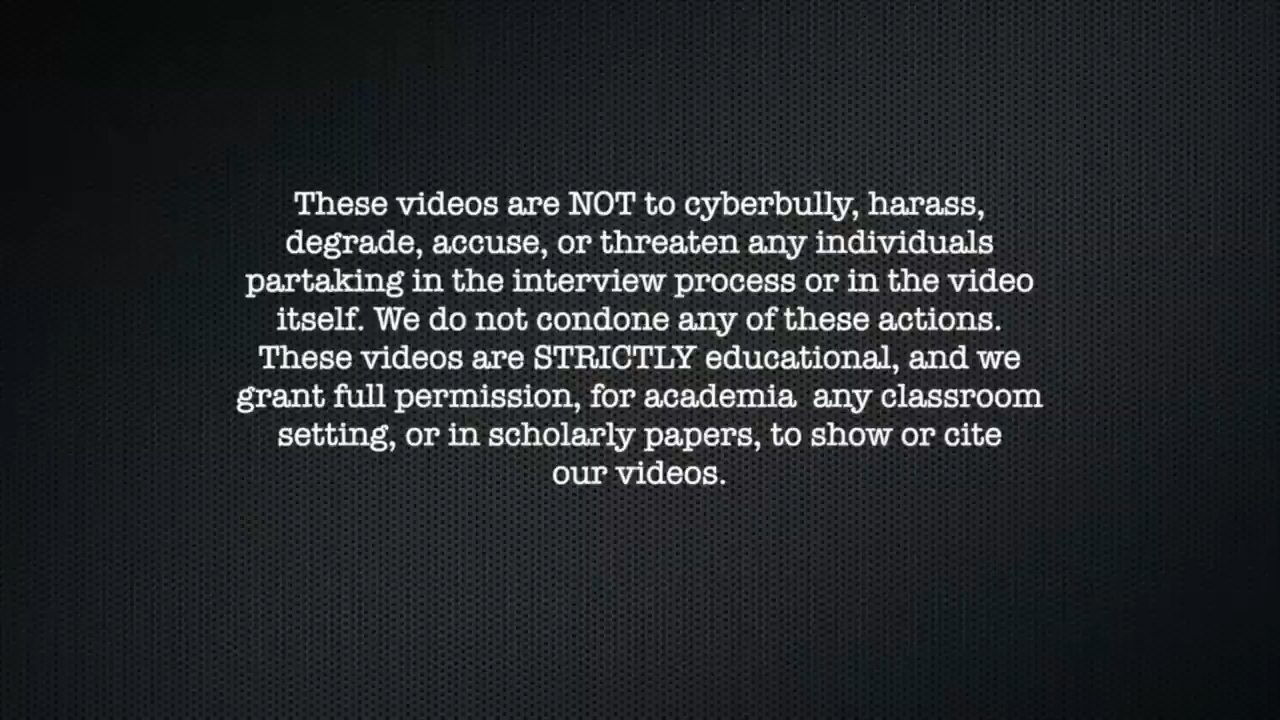 These videos are NOT to cyberbully, harass,
degrade, accuse, or threaten any individuals
partaking in the interview process or in the video
itself. We do not condone any of these actions.
These videos are STRICTLY educational, and we
grant full permission, for academia  any classroom
setting, or in scholarly papers, to show or cite
our videos.